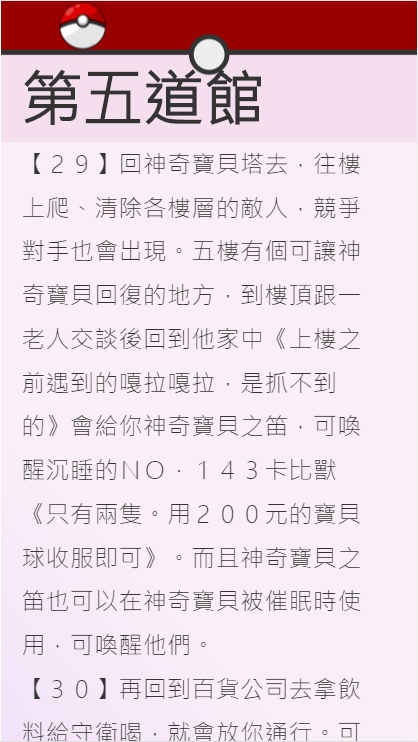 第五道館
【２９】回神奇寶貝塔去，往樓
上爬、清除各樓層的敵人，競爭
對手也會出現。五樓有個可讓神
奇寶貝回復的地方，到樓頂跟一
老人交談後回到他家中《上樓之
前遇到的嘎拉嘎拉，是抓不到
的》會給你神奇寶貝之笛，可喚
醒沉睡的ＮＯ．１４３卡比獸
《只有兩隻。用２００元的寶貝
球收服即可》。而且神奇寶貝之
笛也可以在神奇寶貝被催眠時使
用，可喚醒他們。
【３０】再回到百貨公司去拿飲
料給守衛喝，就會放你通行。可